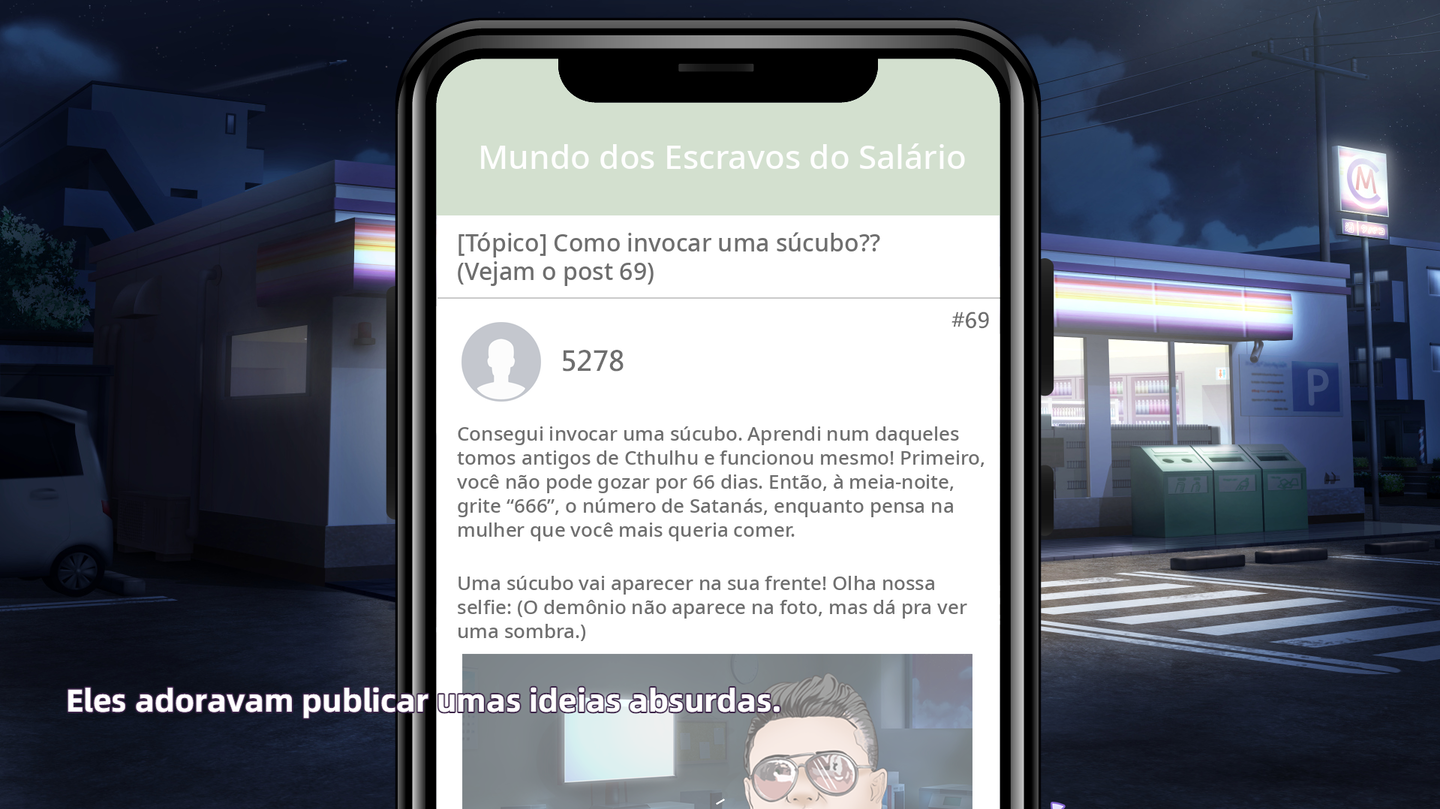 Mundo dos Escravos do Salário
[Tópico] Como invocar uma súcubo??
(Vejam o post 69)
#69
5278
Consegui invocar uma súcubo. Aprendi num daqueles
tomos antigos de Cthulhu e funcionou mesmo! Primeiro,
você não pode gozar por 66 dias. Então, à meia-noite,
grite “666”, o número de Satanás, enquanto pensa na
mulher que você mais queria comer.
Uma súcubo vai aparecer na sua frente! Olha nossa
selfie: (O demônio não aparece na foto, mas dá pra ver
uma sombra.)
Eles adoravam publicar umas ideias absurdas.
M
P